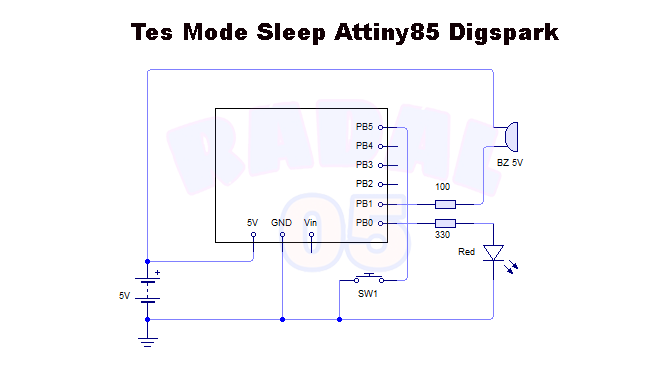 Tes Mode Sleep Attiny85 Digspark
RADAL
05
PB5
PB4
PB3
PB2
PB1
PB0
5V
GND
Vin
100
330
BZ 5V
Red
SW1
+
5V